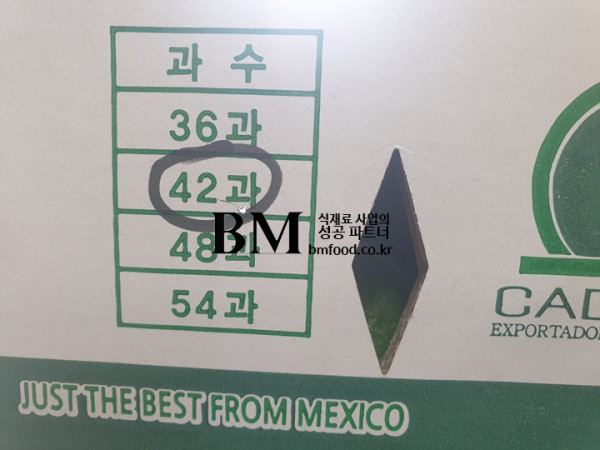 과 수
36과
42과
BM 식재료 사업의
성공 파트너
bmfood.co.kr
48과
54과
CAD
EXPORTADO
JUST THE BEST FROM MEXICO